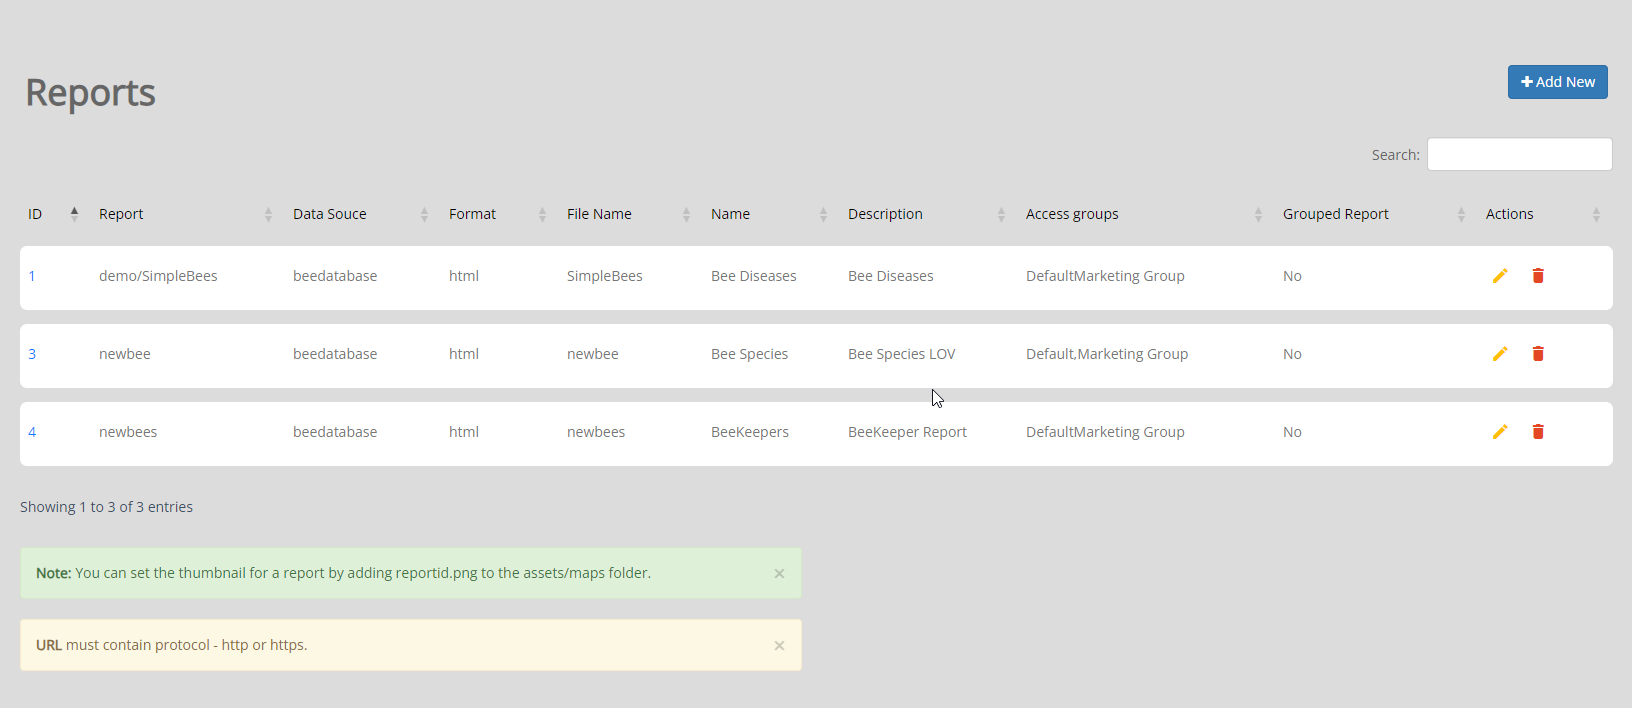 Reports
Add New
Search:
ID Report Data Souce Format File Name Name Description Access groups Grouped Report Actions
1 demo/SimpleBees beedatabase html SimpleBees Bee Diseases Bee Diseases DefaultMarketing Group No
3 newbee beedatabase html newbee Bee Species Bee Species LOV Default,Marketing Group No
4 newbees beedatabase html newbees BeeKeepers BeeKeeper Report DefaultMarketing Group No
Showing 1 to 3 of 3 entries
Note: You can set the thumbnail for a report by adding reportid.png to the assets/maps folder. ×
URL must contain protocol - http or https. ×